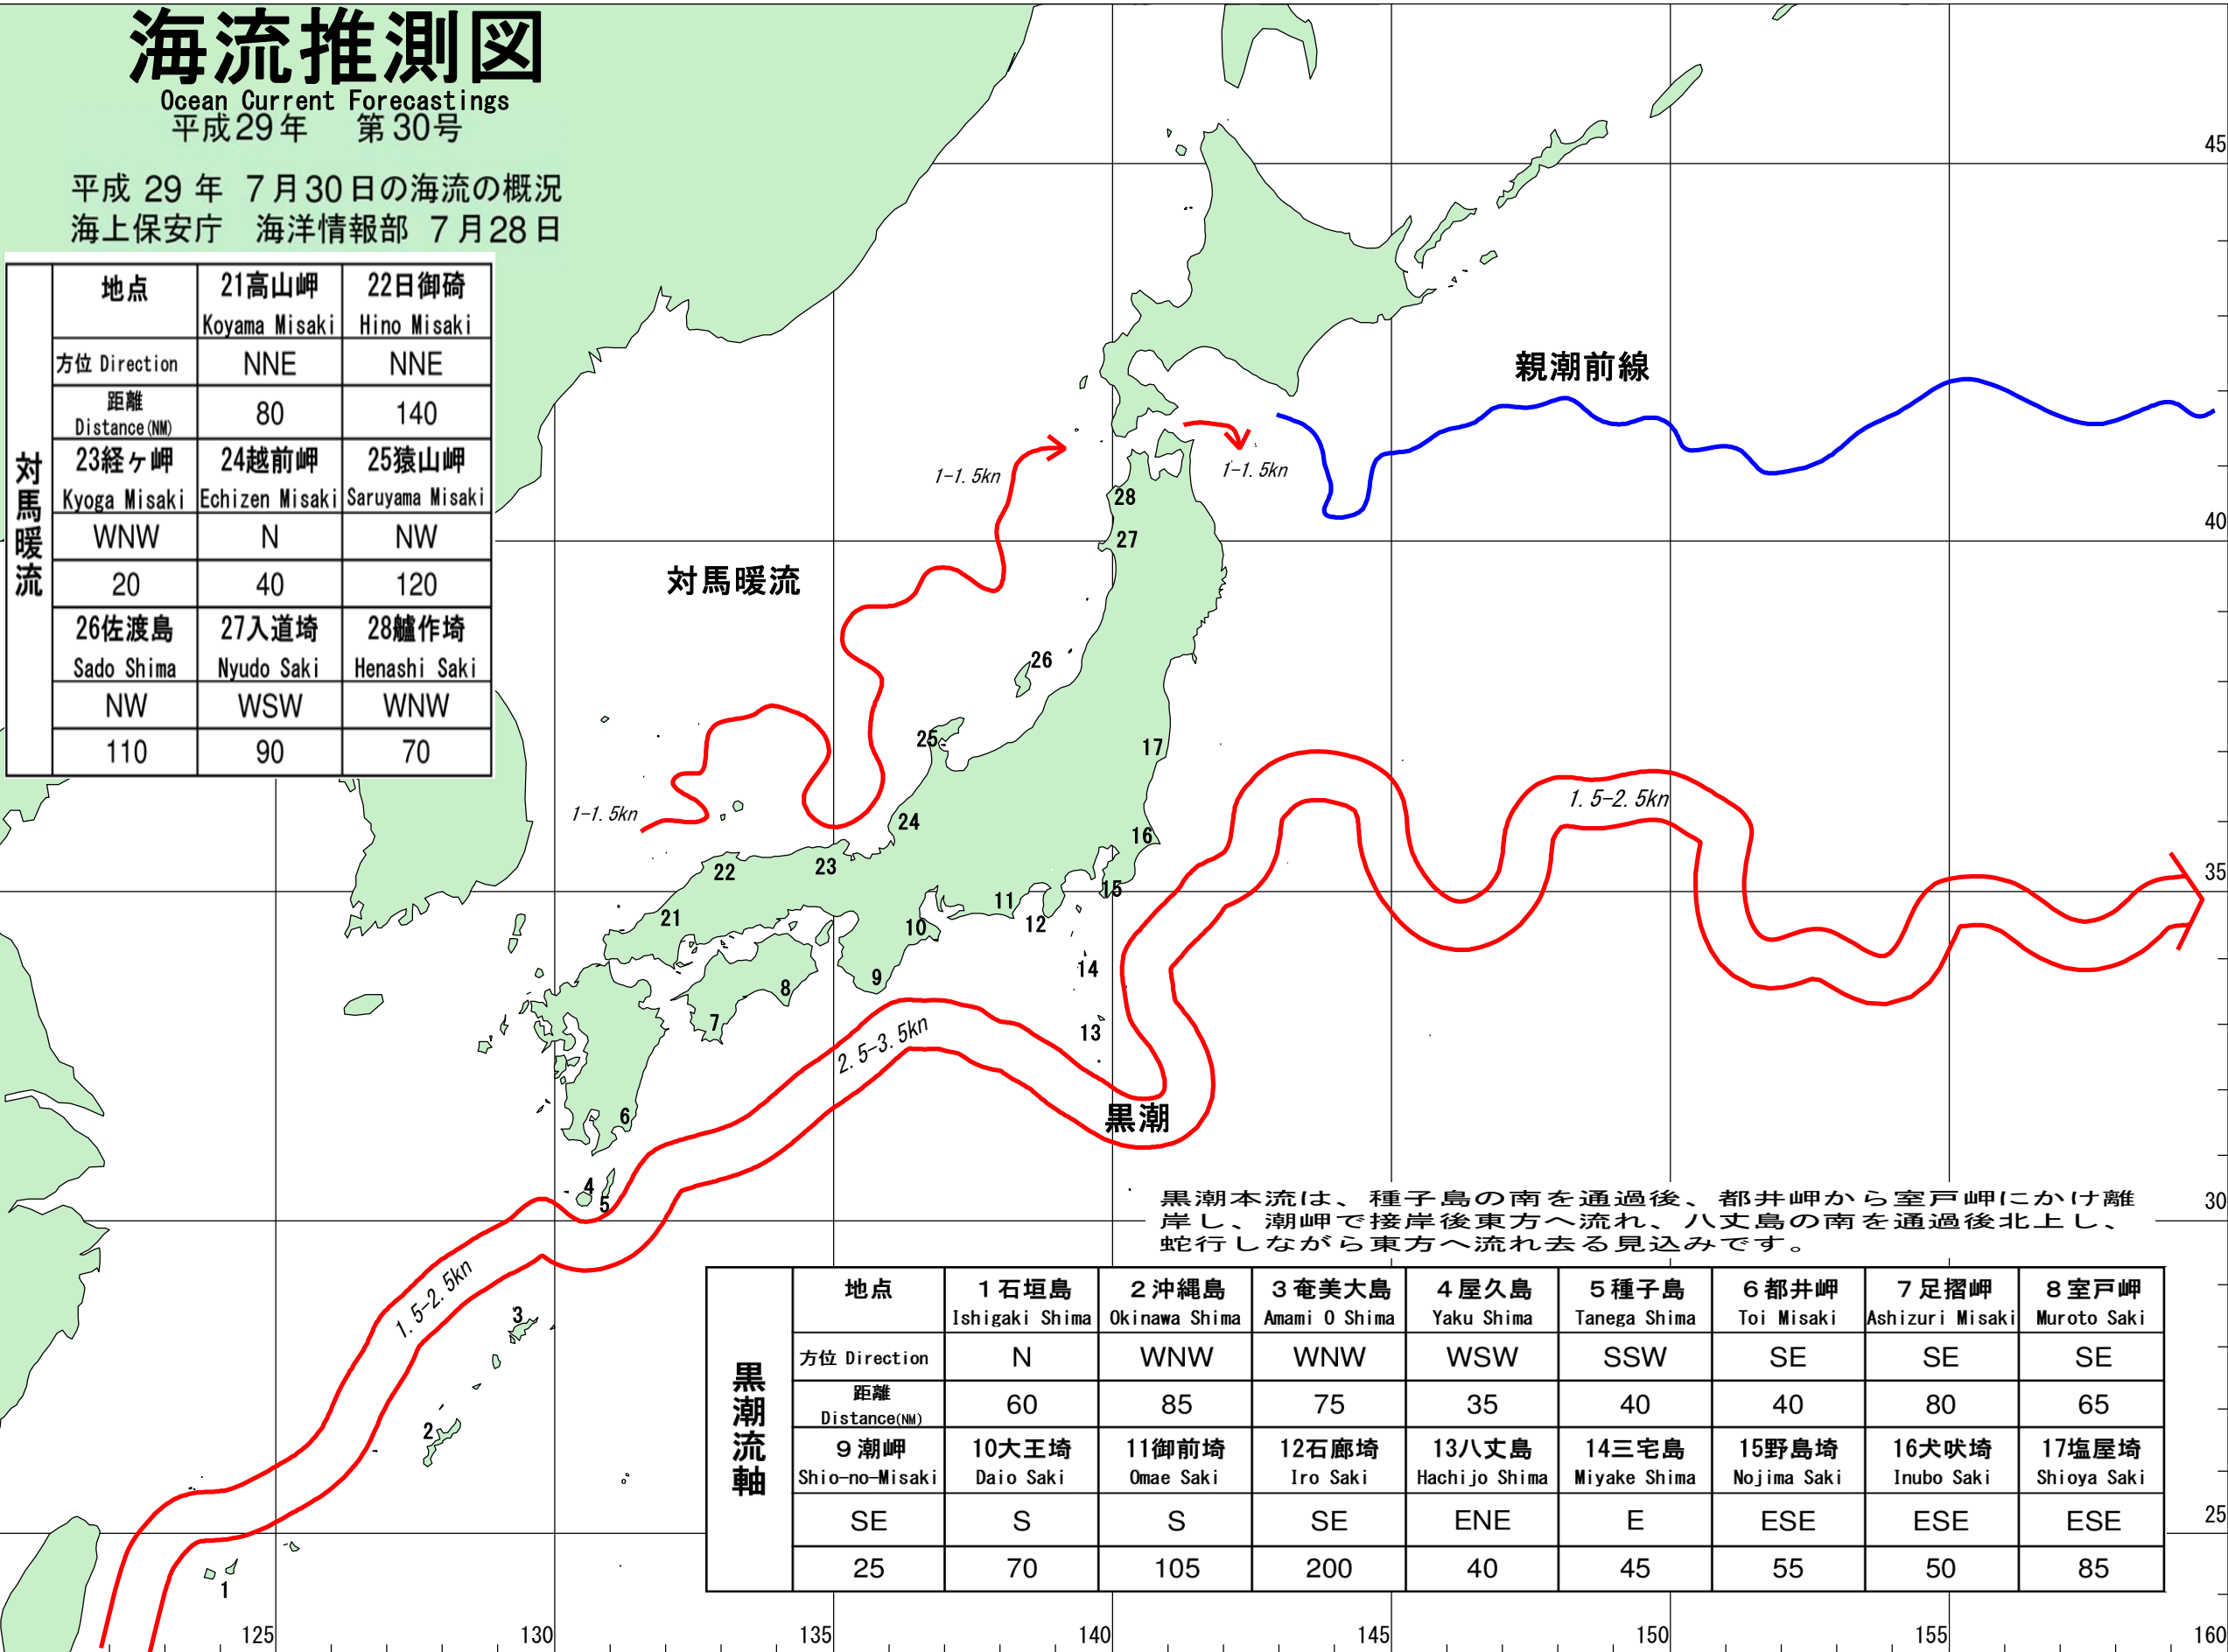 海流推測図
Ocean Current Forecastings
平成29年 第30号
平成 29 年 7月30日の海流の概況
海上保安庁 海洋情報部 7月28日
対馬暖流
地点 21高山岬 22日御碕
Koyama Misaki Hino Misaki
方位 Direction NNE NNE
距離 Distance(NM) 80 140
23経ヶ岬 24越前岬 25猿山岬
Kyoga Misaki Echizen Misaki Saruyama Misaki
WNW N NW
20 40 120
26佐渡島 27入道埼 28艫作埼
Sado Shima Nyudo Saki Henashi Saki
NW WSW WNW
110 90 70
45
親潮前線
1-1.5kn
1-1.5kn
28
40
27
対馬暖流
26
25
17
1-1.5kn
1.5-2.5kn
24
16
22
23
35
15
11
21
10
12
14
9
8
7
13
2.5-3.5kn
6
黒潮
4
5
30
黒潮本流は、種子島の南を通過後、都井岬から室戸岬にかけ離
岸し、潮岬で接岸後東方へ流れ、八丈島の南を通過後北上し、
蛇行しながら東方へ流れ去る見込みです。
1.5-2.5kn
3
2
1
黒潮流軸
地点 1石垣島 2沖縄島 3奄美大島 4屋久島 5種子島 6都井岬 7足摺岬 8室戸岬
Ishigaki Shima Okinawa Shima Amami O Shima Yaku Shima Tanega Shima Toi Misaki Ashizuri Misaki Muroto Saki
方位 Direction N WNW WNW WSW SSW SE SE SE
距離 Distance(NM) 60 85 75 35 40 40 80 65
9潮岬 10大王埼 11御前埼 12石廊埼 13八丈島 14三宅島 15野島埼 16犬吠埼 17塩屋埼
Shio-no-Misaki Daio Saki Omae Saki Iro Saki Hachijo Shima Miyake Shima Nojima Saki Inubo Saki Shioya Saki
SE S S SE ENE E ESE ESE ESE
25 70 105 200 40 45 55 50 85
25
125 130 135 140 145 150 155 160